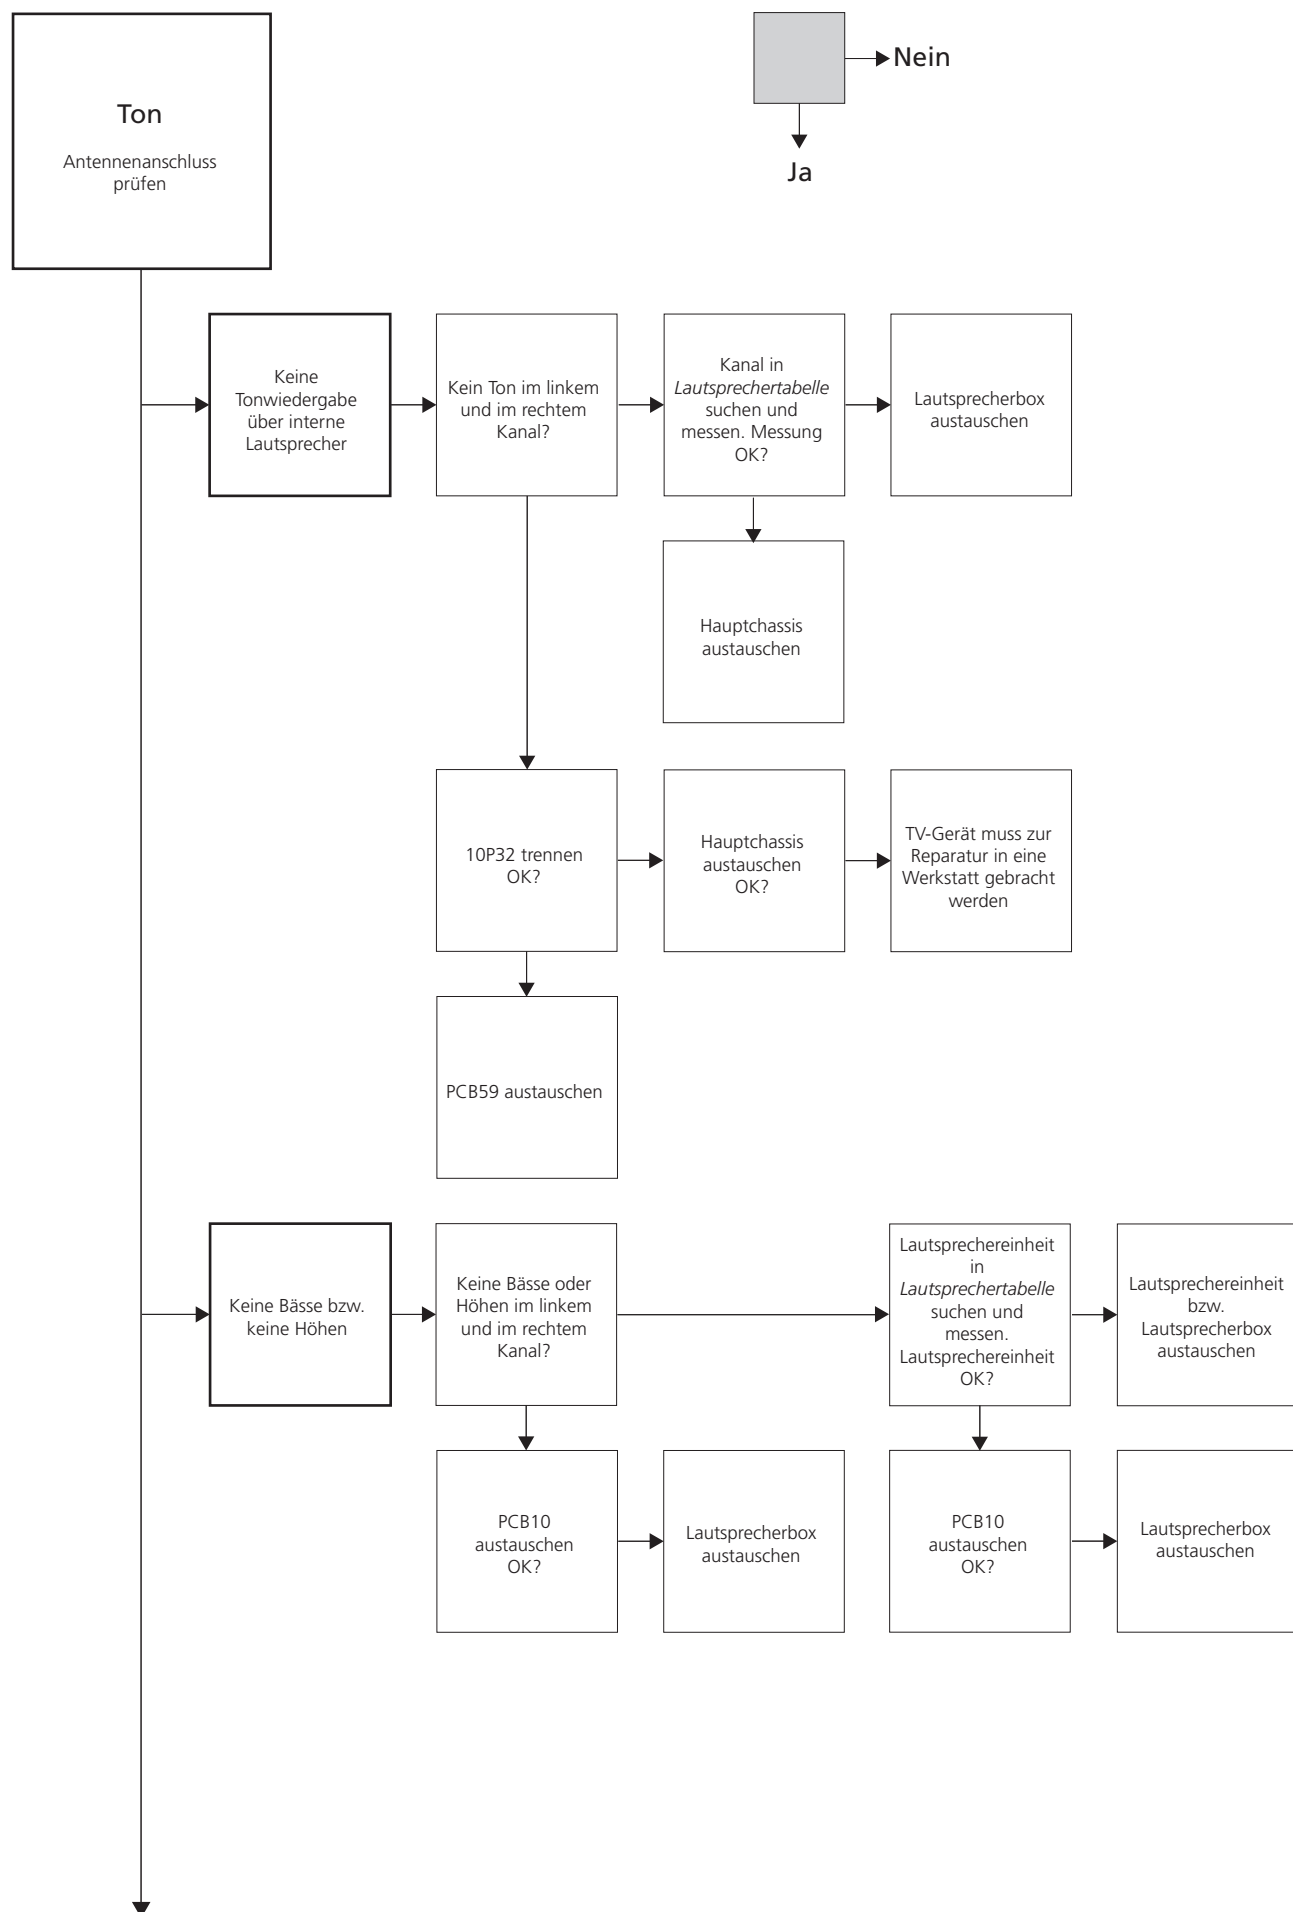 Nein
Ja
Ton
Antennenanschluss
prüfen
Keine
Tonwiedergabe
über interne
Lautsprecher
Kein Ton im linkem
und im rechtem
Kanal?
Kanal in
Lautsprechertabelle
suchen und
messen. Messung
OK?
Lautsprecherbox
austauschen
Hauptchassis
austauschen
10P32 trennen
OK?
Hauptchassis
austauschen
OK?
TV-Gerät muss zur
Reparatur in eine
Werkstatt gebracht
werden
PCB59 austauschen
Keine Bässe bzw.
keine Höhen
Keine Bässe oder
Höhen im linkem
und im rechtem
Kanal?
Lautsprechereinheit
in
Lautsprechertabelle
suchen und
messen.
Lautsprechereinheit
OK?
Lautsprechereinheit
bzw.
Lautsprecherbox
austauschen
PCB10
austauschen
OK?
Lautsprecherbox
austauschen
PCB10
austauschen
OK?
Lautsprecherbox
austauschen